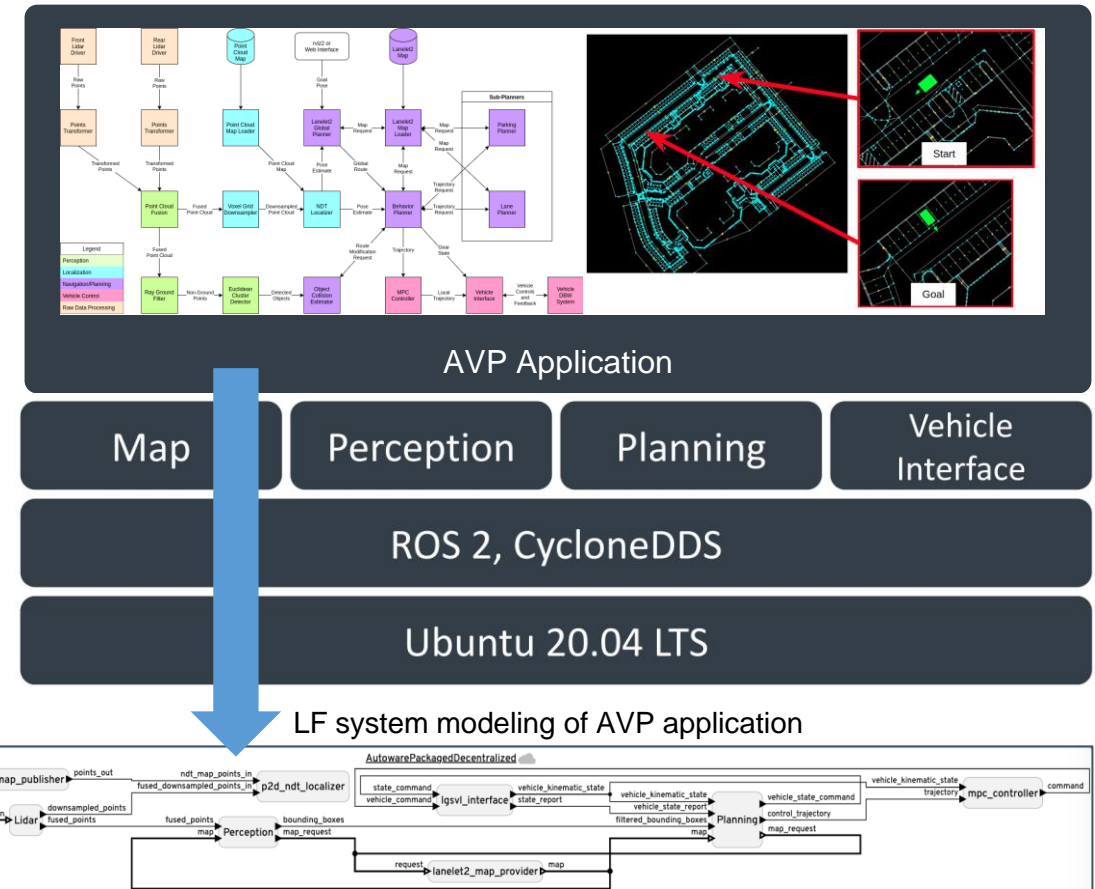 Front
Lidar
Driver
Rear
Lidar
Driver
Point
Cloud
Map
rviz2 or
Web Interface
Lanelet2
Map
Raw
Points
Raw
Points
Goal
Pose
Sub-Planners
Points
Transformer
Points
Transformer
Point Cloud
Map Loader
Lanelet2
Global
Planner
Map
Request
Lanelet2
Map
Loader
Map
Request
Parking
Planner
Map
Request
Transformed
Points
Transformed
Points
Point Cloud
Map
Pose
Estimate
Global
Route
Map
Request
Trajectory
Request
Point Cloud
Fusion
Fused
Point Cloud
Voxel Grid
Downsampler
Downsampled
Point Cloud
NDT
Localizer
Pose
Estimate
Behavior
Planner
Trajectory
Request
Lane
Planner
Legend
Perception
Localization
Navigation/Planning
Vehicle Control
Raw Data Processing
Fused
Point Cloud
Route
Modification
Request
Trajectory
Gear
State
Ray Ground
Filter
Non-Ground
Points
Euclidean
Cluster
Detector
Detected
Objects
Object
Collision
Estimator
MPC
Controller
Local
Trajectory
Vehicle
Interface
Vehicle
Controls
and
Feedback
Vehicle
DBW
System
Start
Goal
AVP Application
Map
Perception
Planning
Vehicle
Interface
ROS 2, CycloneDDS
Ubuntu 20.04 LTS
LF system modeling of AVP application
AutowarePackagedDecentralized
map_publisher
points_out
ndt_map_points_in
fused_downsampled_points_in
p2d_ndt_localizer
Lidar
downsampled_points
fused_points
fused_points
map
Perception
bounding_boxes
map_request
state_command
vehicle_command
lgsvl_interface
vehicle_kinematic_state
state_report
request
lanelet2_map_provider
map
vehicle_kinematic_state
vehicle_state_report
filtered_bounding_boxes
map
Planning
vehicle_state_command
control_trajectory
map_request
vehicle_kinematic_state
trajectory
mpc_controller
command